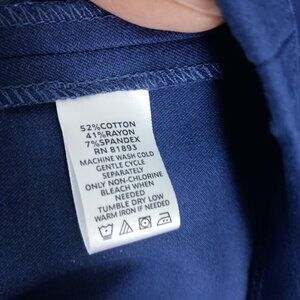 52%COTTON
41%RAYON
7%SPANDEX
RN 81893
MACHINE WASH COLD
GENTLE CYCLE
SEPARATELY
ONLY NON-CHLORINE
BLEACH WHEN
NEEDED
TUMBLE DRY LOW
WARM IRON IF NEEDED